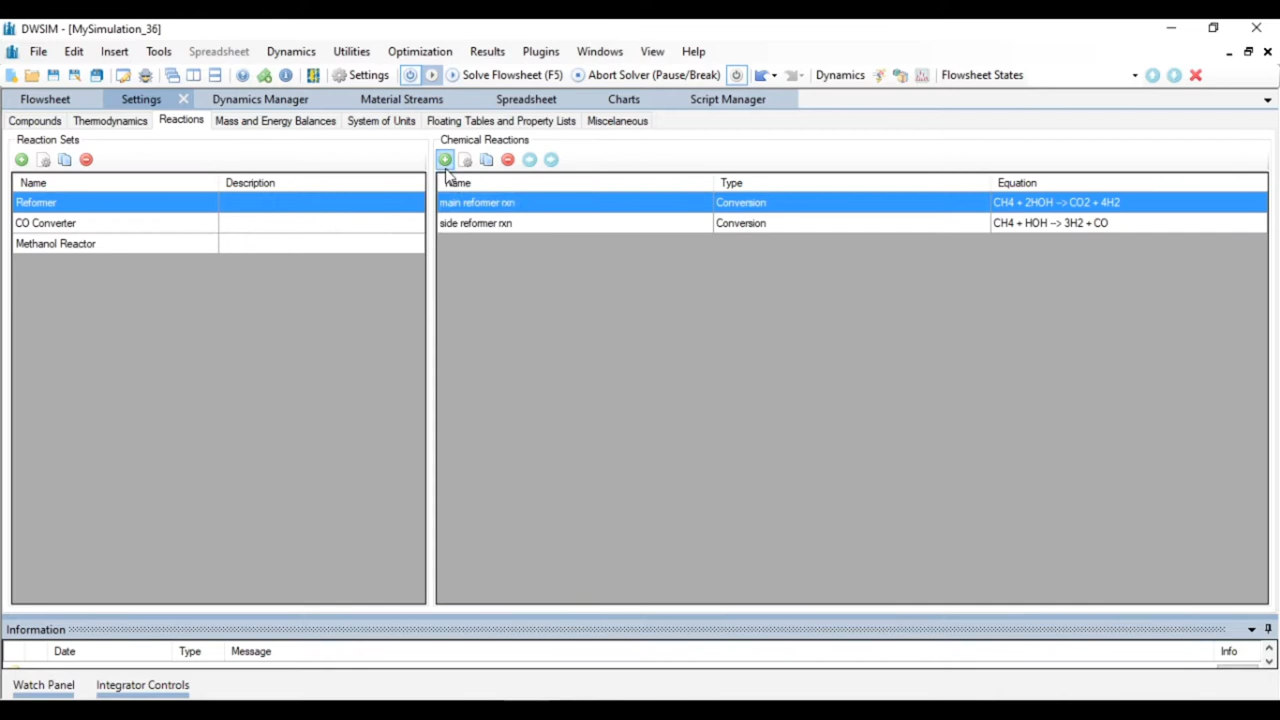 DWSIM - [MySimulation_36]
File Edit Insert Tools Spreadsheet Dynamics Utilities Optimization Results Plugins Windows View Help
Settings Solve Flowsheet (F5) Abort Solver (Pause/Break) Dynamics Flowsheet States
Flowsheet Settings Dynamics Manager Material Streams Spreadsheet Charts Script Manager
Compounds Thermodynamics Reactions Mass and Energy Balances System of Units Floating Tables and Property Lists Miscelaneous
Reaction Sets Chemical Reactions
Name Description Name Type Equation
Reformer main reformer rxn Conversion CH4 + 2HOH --> CO2 + 4H2
CO Converter side reformer rxn Conversion CH4 + HOH --> 3H2 + CO
Methanol Reactor
Information
Date Type Message Info
Watch Panel Integrator Controls